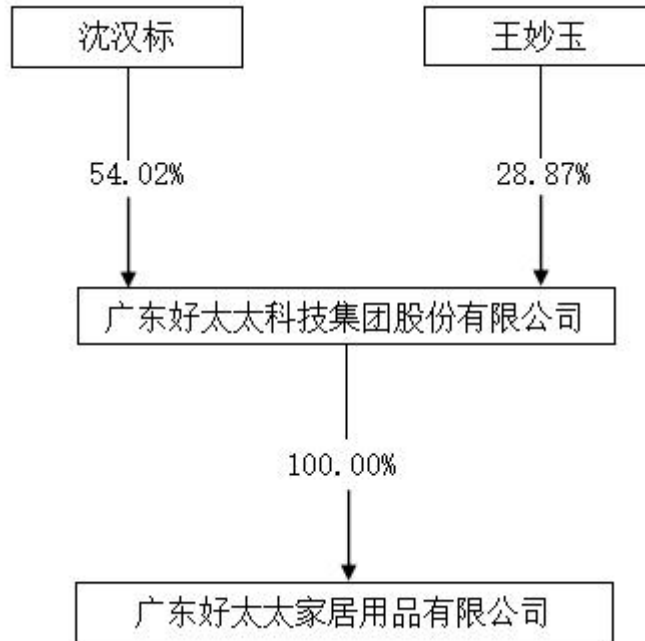 沈汉标
王妙玉
54.02%
28.87%
广东好太太科技集团股份有限公司
100.00%
广东好太太家居用品有限公司